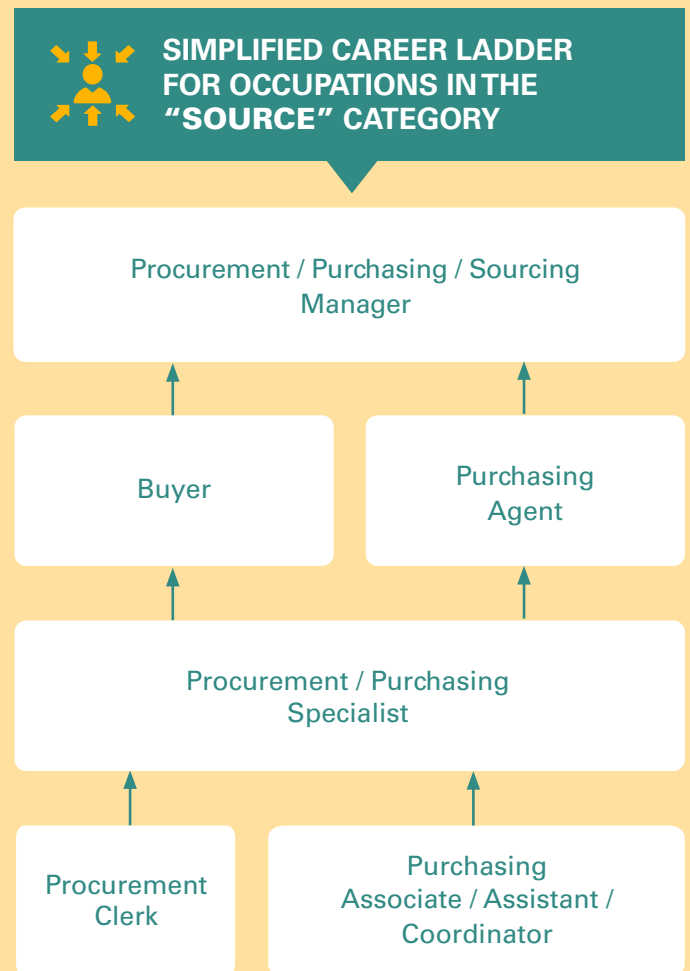 SIMPLIFIED CAREER LADDER
FOR OCCUPATIONS IN THE
“SOURCE” CATEGORY
Procurement / Purchasing / Sourcing
Manager
Buyer
Purchasing
Agent
Procurement / Purchasing
Specialist
Procurement
Clerk
Purchasing
Associate / Assistant /
Coordinator